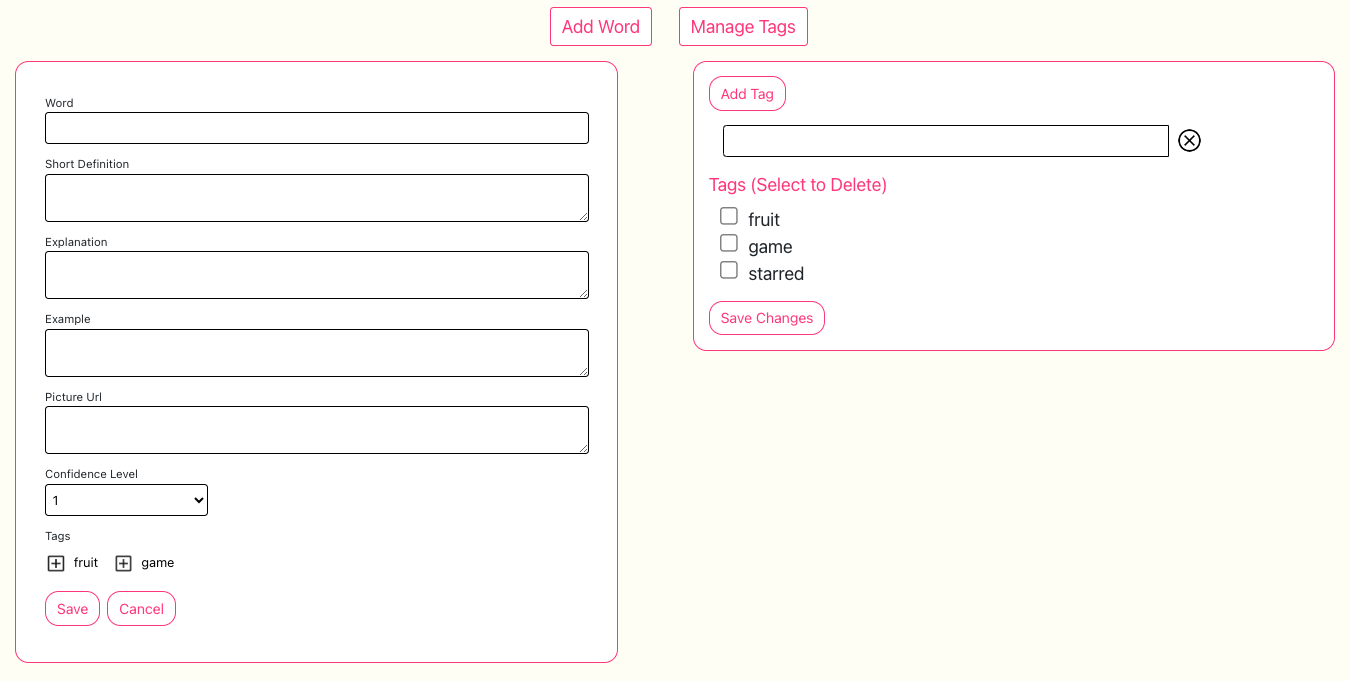 Add Word
Manage Tags
Word
Short Definition
Explanation
Example
Picture Url
Confidence Level
1
Tags
fruit
game
Save
Cancel
Add Tag
Tags (Select to Delete)
fruit
game
starred
Save Changes